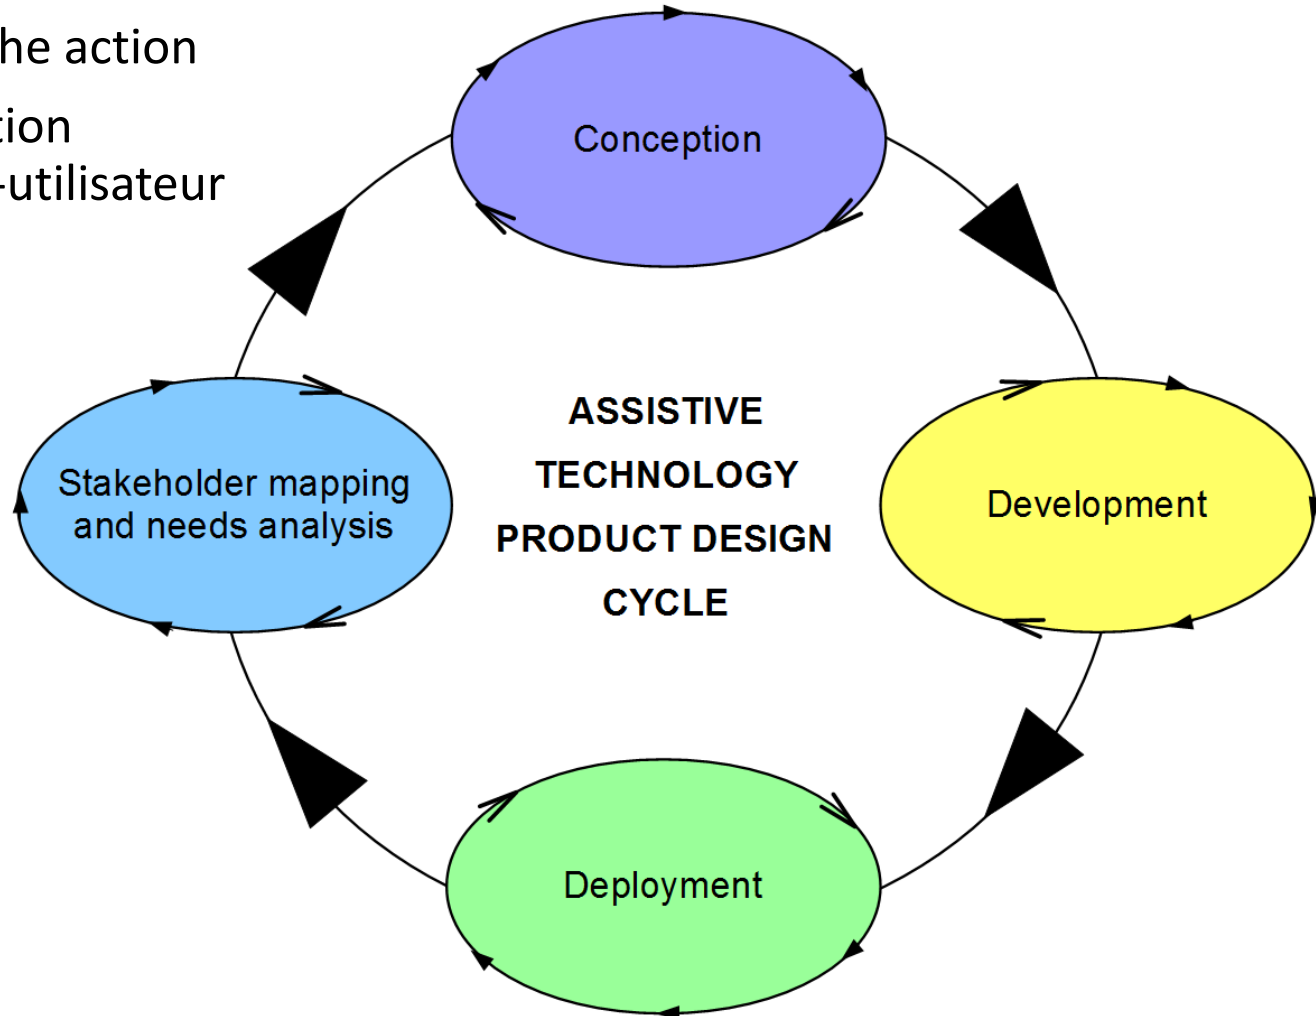 he action
tion
-utilisateur
Conception
Stakeholder mapping
and needs analysis
ASSISTIVE
TECHNOLOGY
PRODUCT DESIGN
CYCLE
Development
Deployment